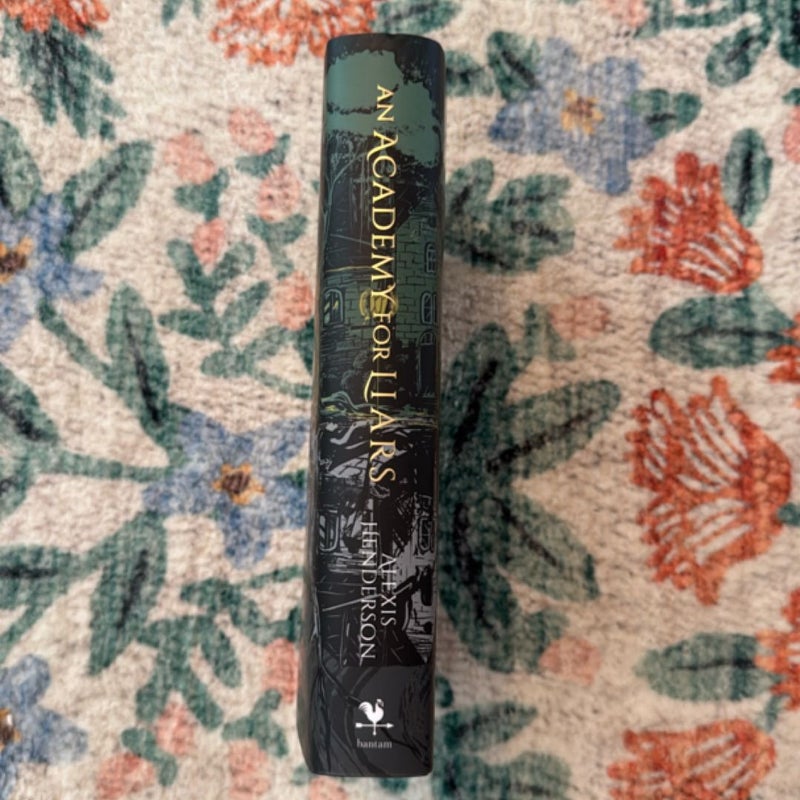 AN ACADEMY FOR LIARS
ALEXIS
HENDERSON
bantam